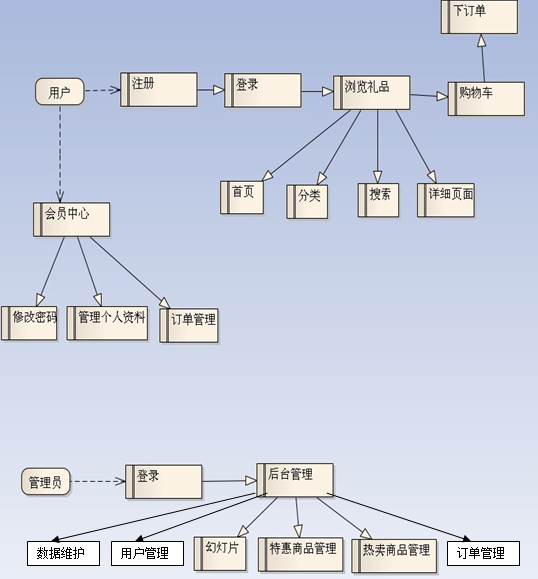 下订单
用户
注册
登录
浏览礼品
购物车
首页
分类
搜索
详细页面
会员中心
修改密码
管理个人资料
订单管理
管理员
登录
后台管理
数据维护
用户管理
幻灯片
特惠商品管理
热卖商品管理
订单管理